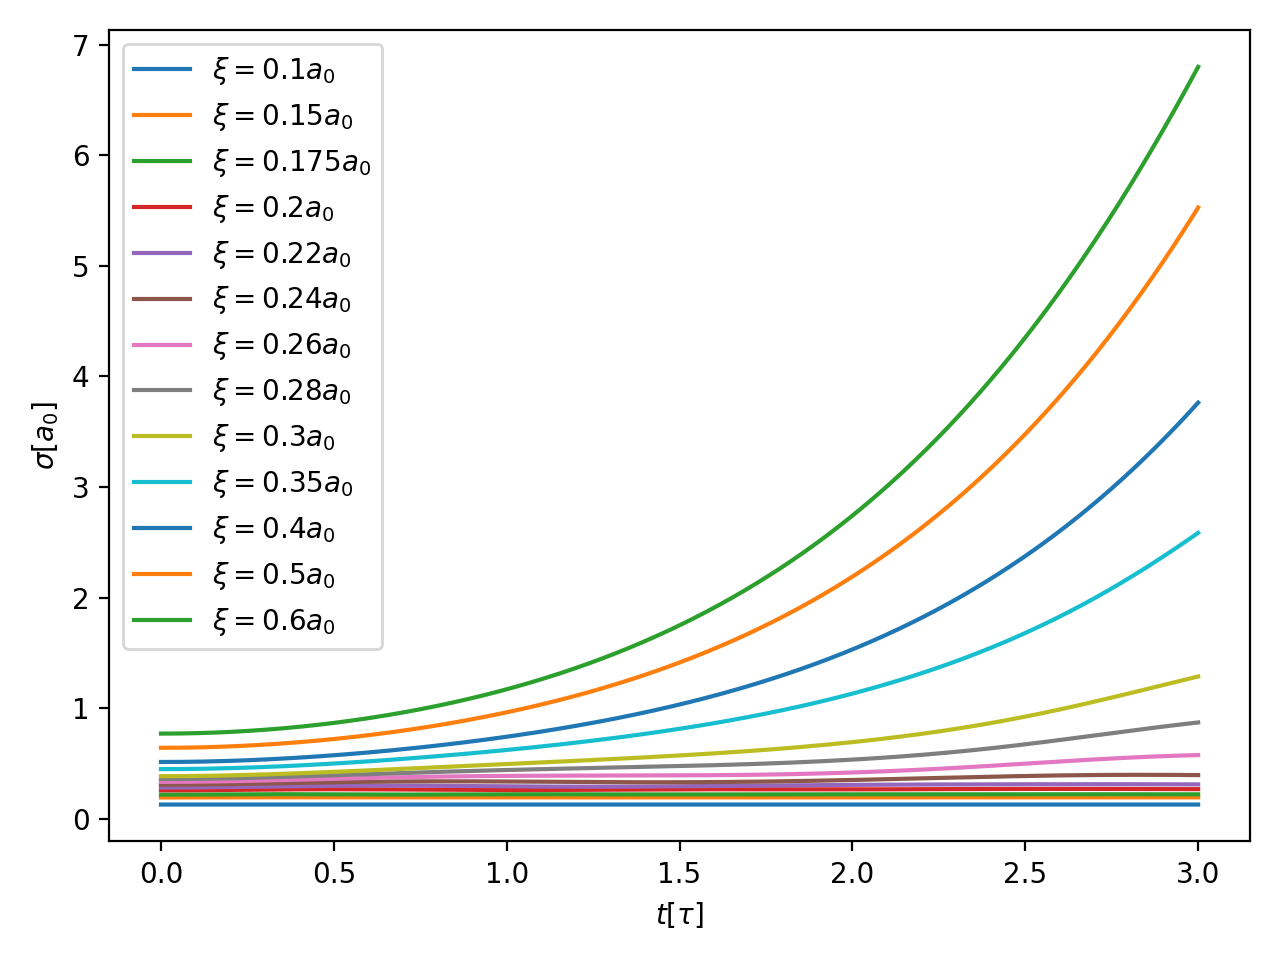 7
6
5
4
3
2
1
0
σ[a₀]
ξ = 0.1a₀
ξ = 0.15a₀
ξ = 0.175a₀
ξ = 0.2a₀
ξ = 0.22a₀
ξ = 0.24a₀
ξ = 0.26a₀
ξ = 0.28a₀
ξ = 0.3a₀
ξ = 0.35a₀
ξ = 0.4a₀
ξ = 0.5a₀
ξ = 0.6a₀
0.0 0.5 1.0 1.5 2.0 2.5 3.0
t[τ]